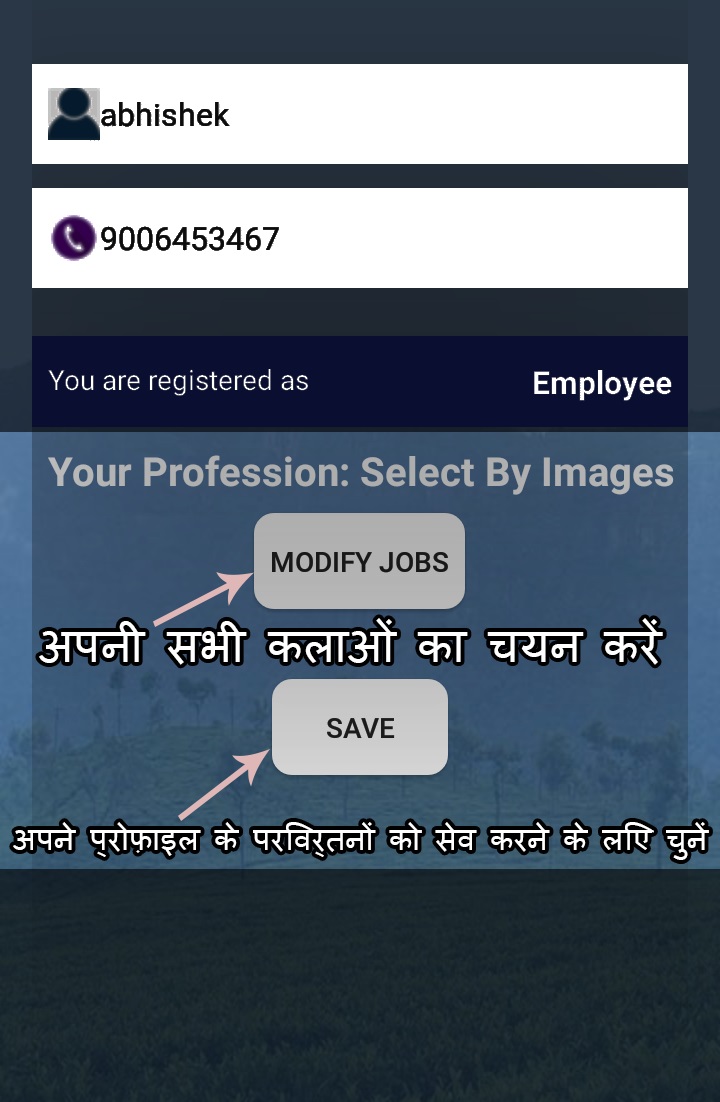 abhishek
9006453467
You are registered as Employee
Your Profession: Select By Images
MODIFY JOBS
अपनी सभी कलाओं का चयन करें
SAVE
अपने प्रोफ़ाइल के परविर्तनों को सेव करने के लिए चुनें